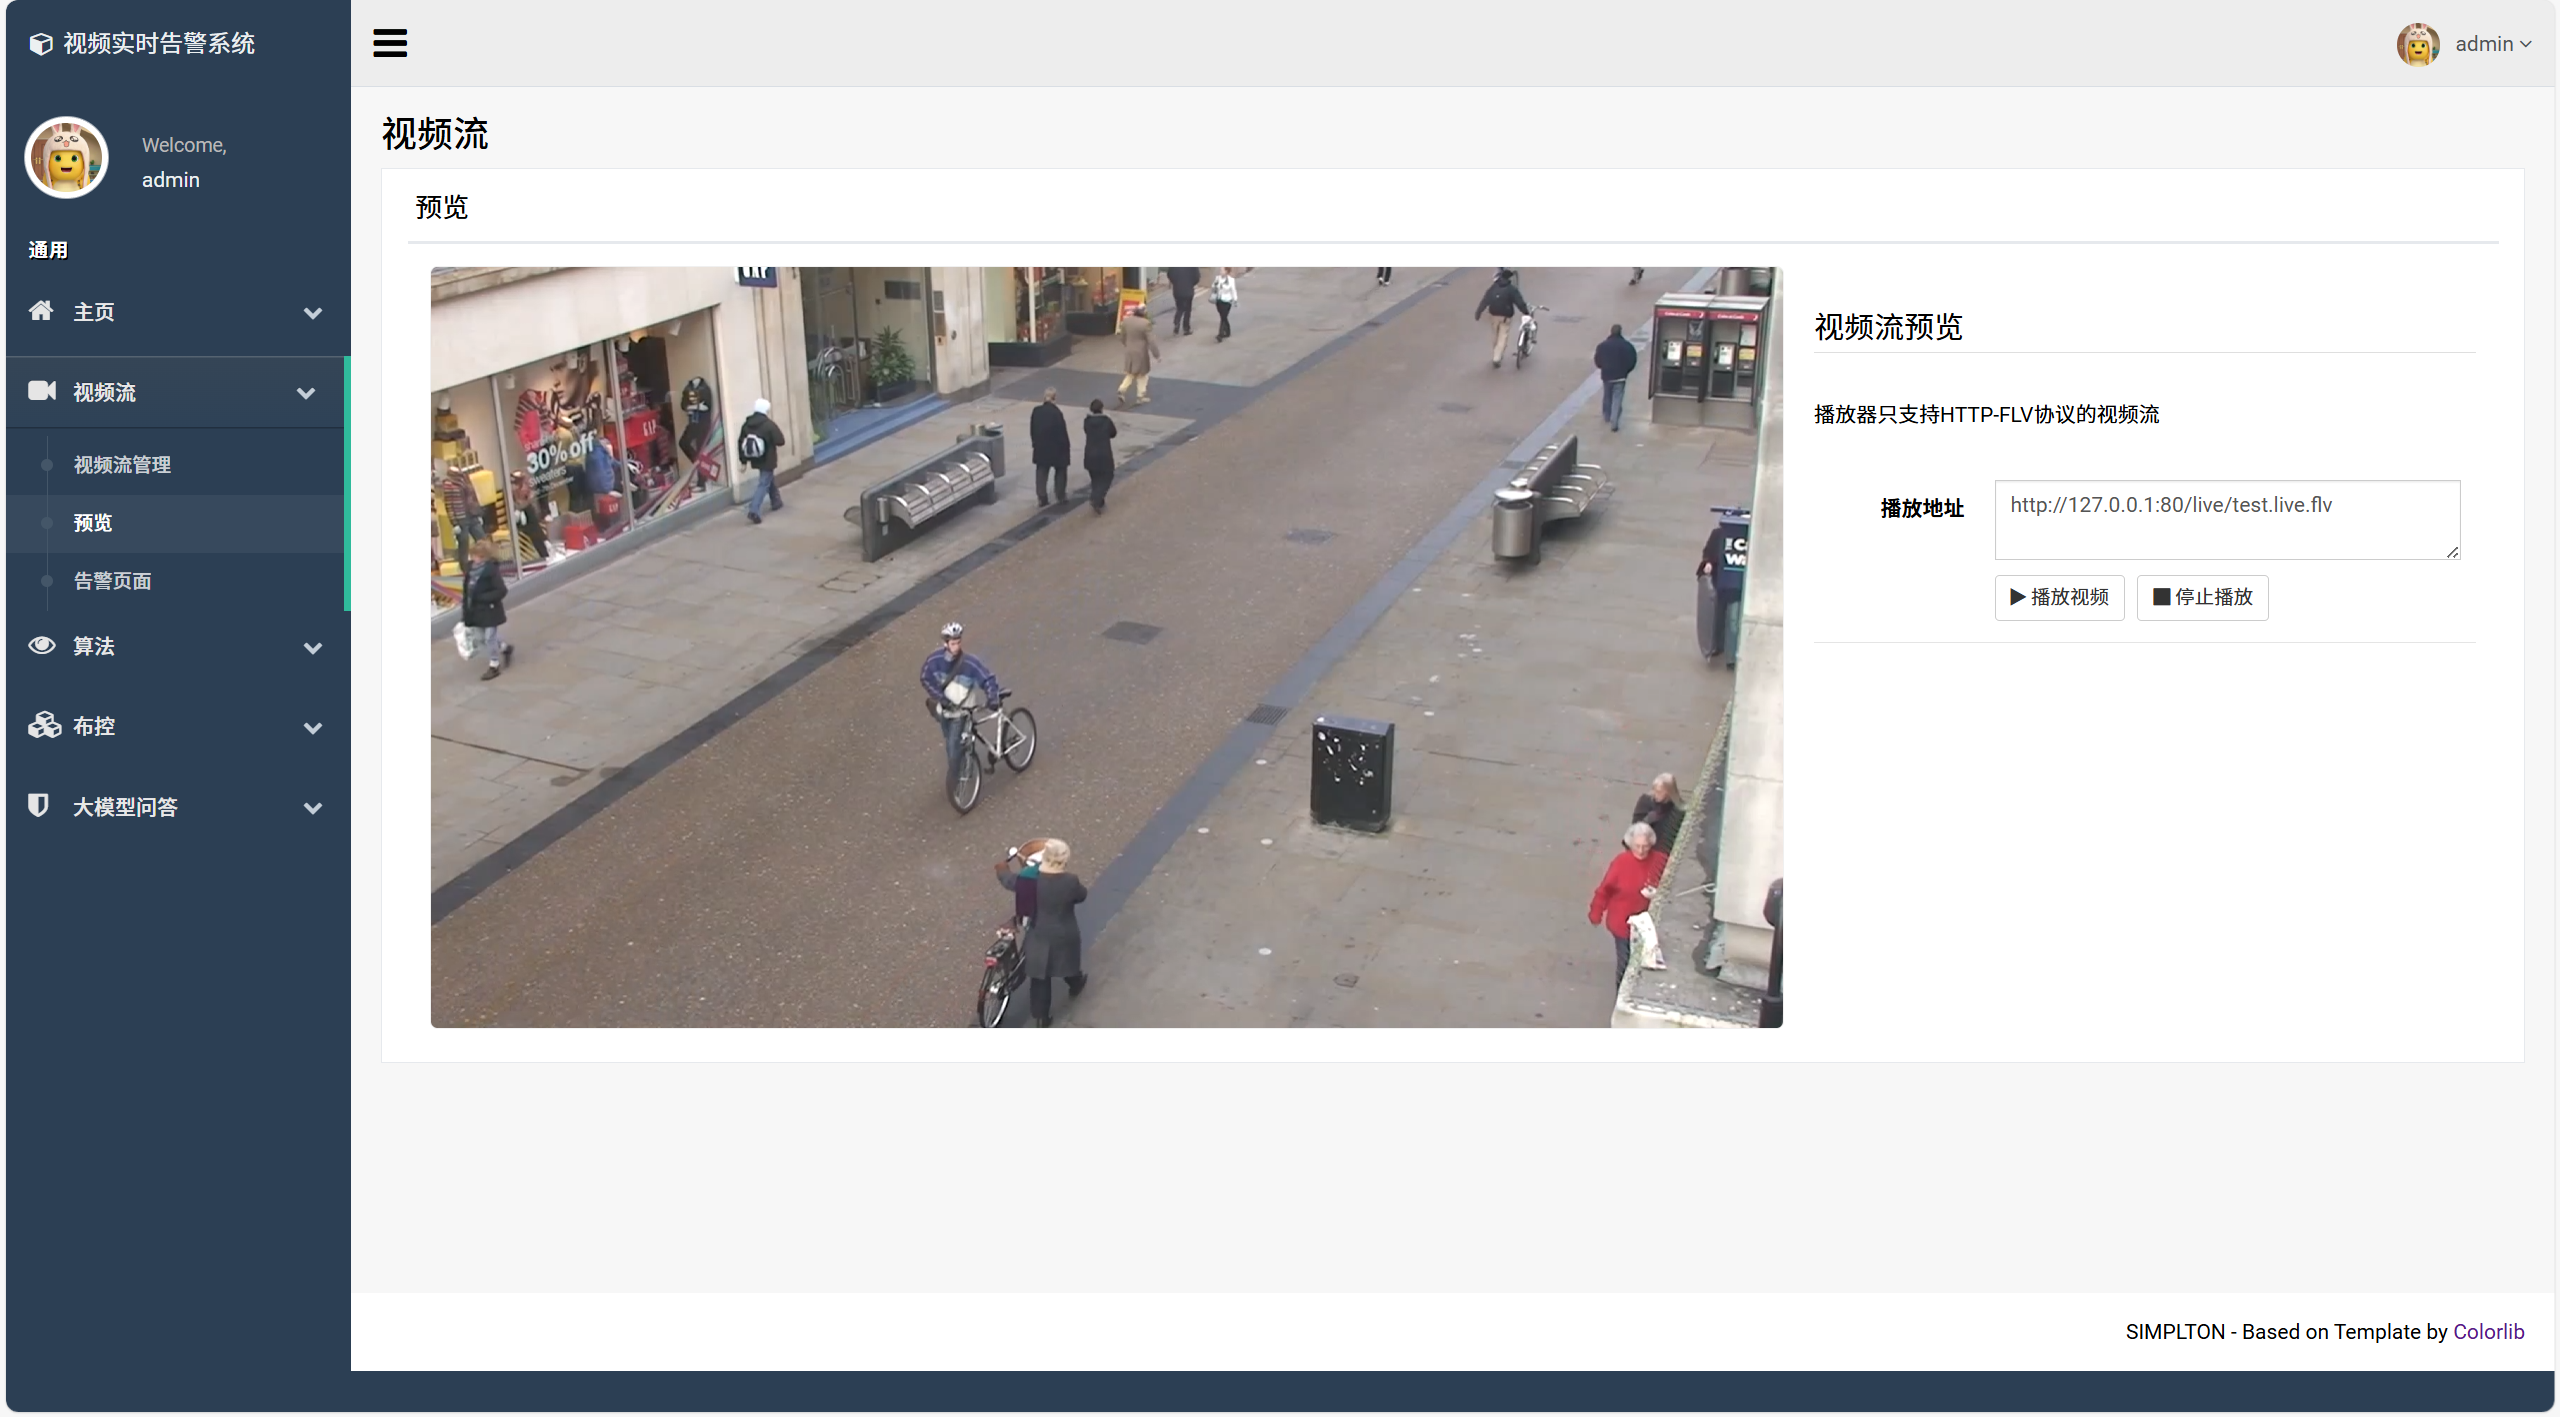 视频实时告警系统
admin
Welcome,
admin
通用
主页
视频流
视频流管理
预览
告警页面
算法
布控
大模型问答
视频流
预览
30% off
sweaters
GAP
视频流预览
播放器只支持HTTP-FLV协议的视频流
播放地址
http://127.0.0.1:80/live/test.live.flv
播放视频
停止播放
SIMPLTON - Based on Template by Colorlib